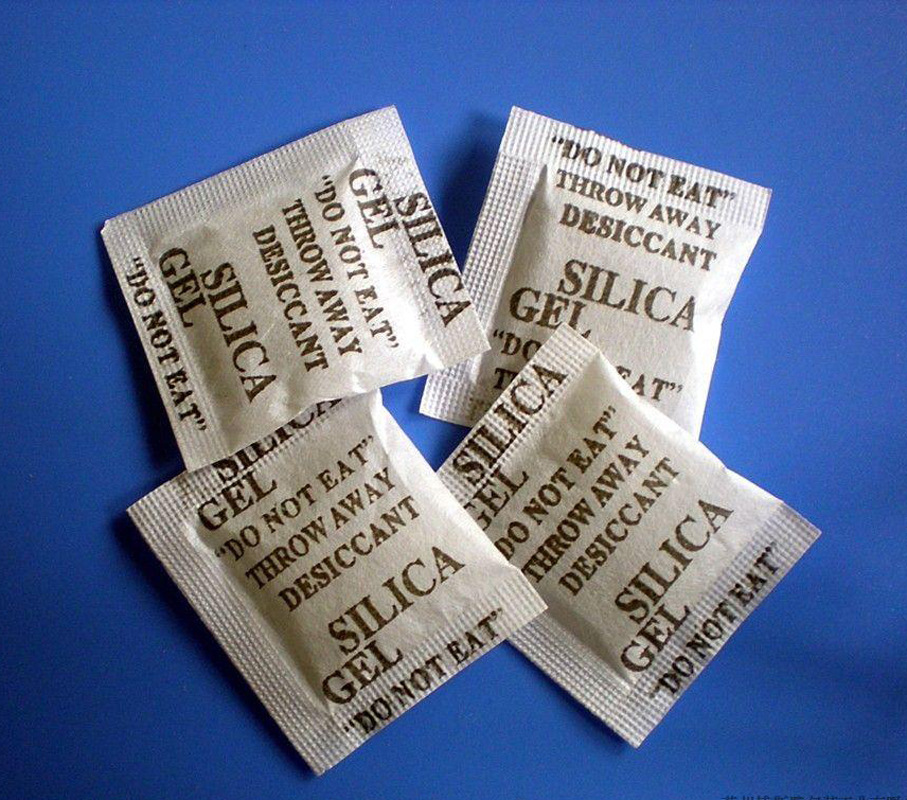 SILICA
GEL
"DO NOT EAT"
THROW AWAY
DESICCANT
SILICA
GEL
"DO NOT EAT"
"DO NOT EAT"
THROW AWAY
DESICCANT
SILICA
GEL
"DO
EAT"
SILICA
GEL
"DO NOT EAT"
THROW AWAY
DESICCANT
SILICA
GEL
"DO NOT EAT"
SILICA
GEL
DO NOT EAT"
THROW AWAY
DESICCANT
SILICA
GEL
"DO NOT EAT"